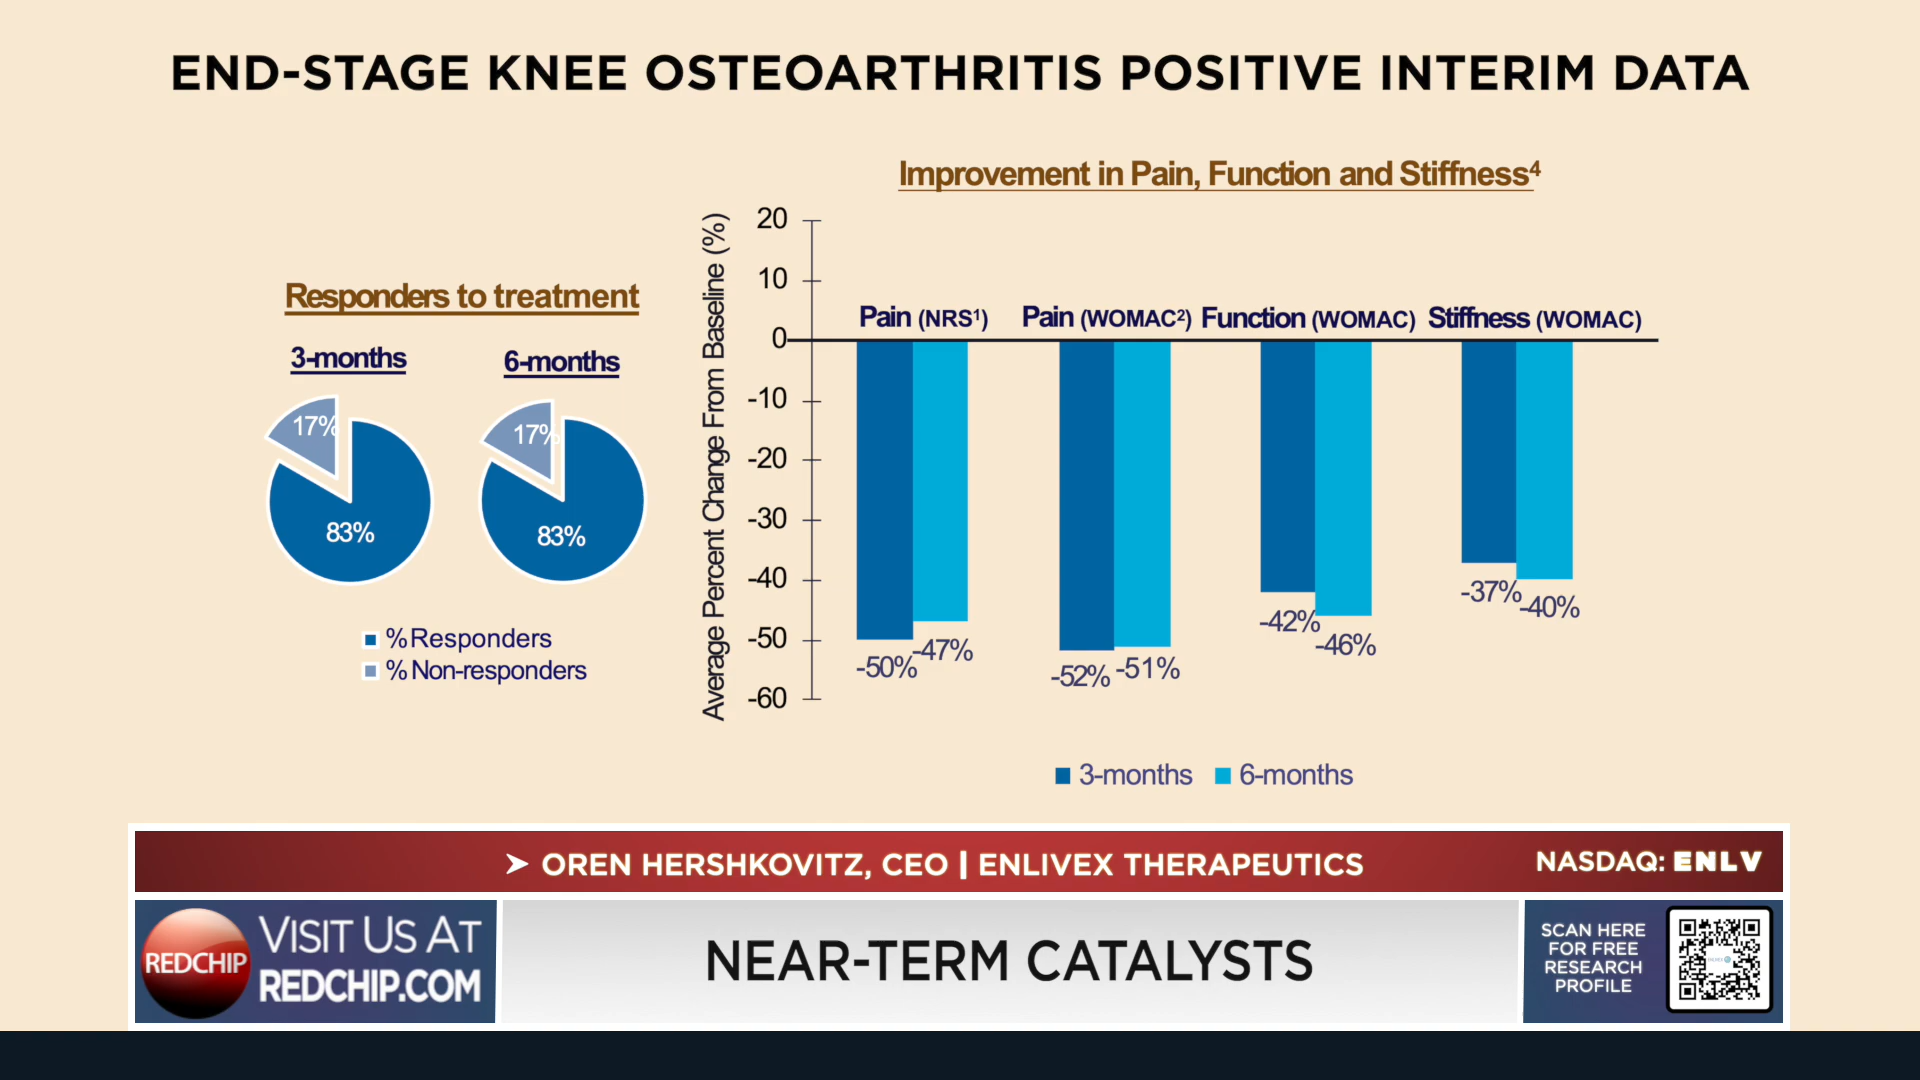 END-STAGE KNEE OSTEOARTHRITIS POSITIVE INTERIM DATA
Responders to treatment
3-months
6-months
17%
83%
17%
83%
% Responders
% Non-responders
Improvement in Pain, Function and Stiffness⁴
Average Percent Change From Baseline (%)
20
10
0
-10
-20
-30
-40
-50
-60
Pain (NRS¹)
Pain (WOMAC²)
Function (WOMAC)
Stiffness (WOMAC)
-50%
-47%
-52%
-51%
-42%
-46%
-37%
-40%
3-months
6-months
OREN HERSHKOVITZ, CEO | ENLIVEX THERAPEUTICS
NASDAQ: ENLV
REDCHIP
VISIT US AT
REDCHIP.COM
NEAR-TERM CATALYSTS
SCAN HERE
FOR FREE
RESEARCH
PROFILE